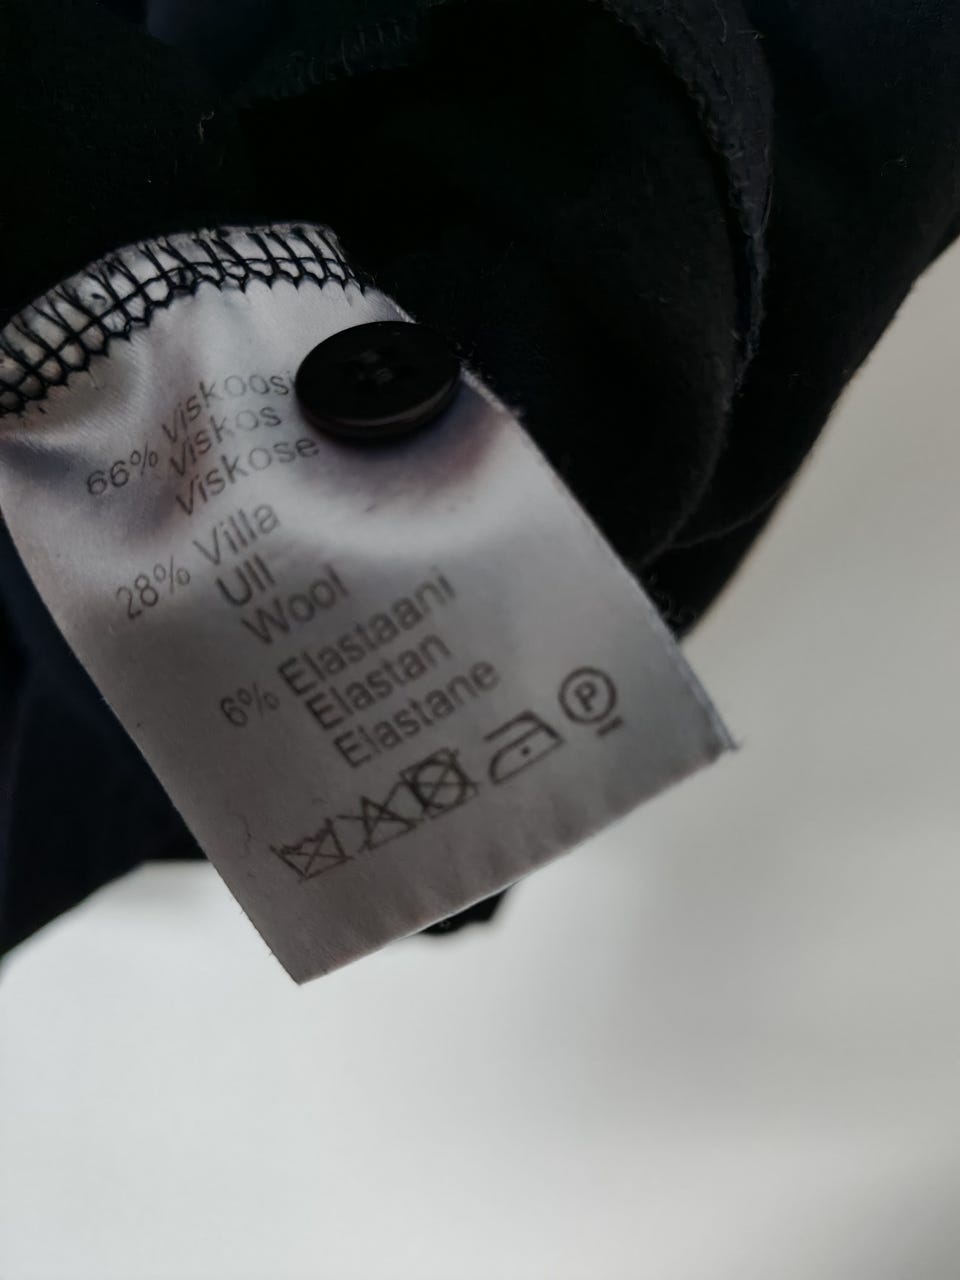 66% Viskoosi
Viskos
Viskose
28% Villa
Ull
Wool
6% Elastaani
Elastan
Elastane
P